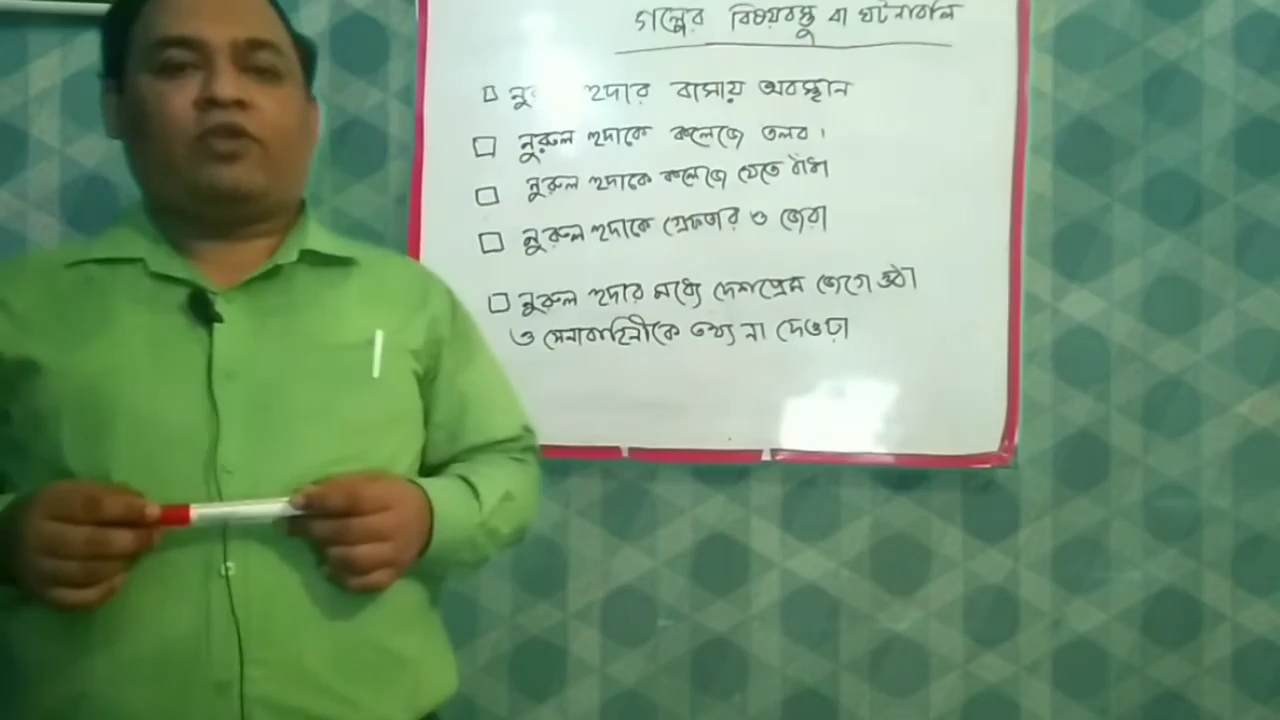 গল্পের বিষয়বস্তু বা ঘটনাবলি
নু হুদার বাসায় অবস্থান
নুরুল হুদাকে কলেজে তলব।
নুরুল হুদাকে কলেজে যেতে বাঁধা
নুরুল হুদাকে গ্রেফতার ও জেরা
নুরুল হুদার মধ্যে দেশপ্রেম জেগে ওঠা
ও সেনাবাহিনীকে তথ্য না দেওয়া